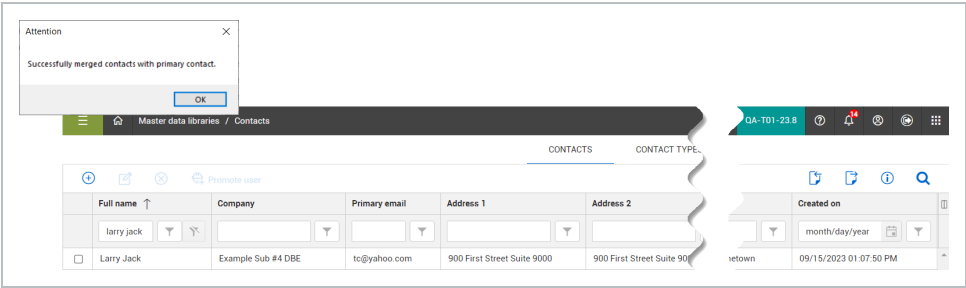 Attention
Successfully merged contacts with primary contact.
OK
Master data libraries / Contacts
QA-T01-23.8
14
CONTACTS
CONTACT TYPES
Promote user
Full name
Company
Primary email
Address 1
Address 2
Created on
larry jack
month/day/year
Larry Jack
Example Sub #4 DBE
tc@yahoo.com
900 First Street Suite 9000
900 First Street Suite 90
etown
09/15/2023 01:07:50 PM